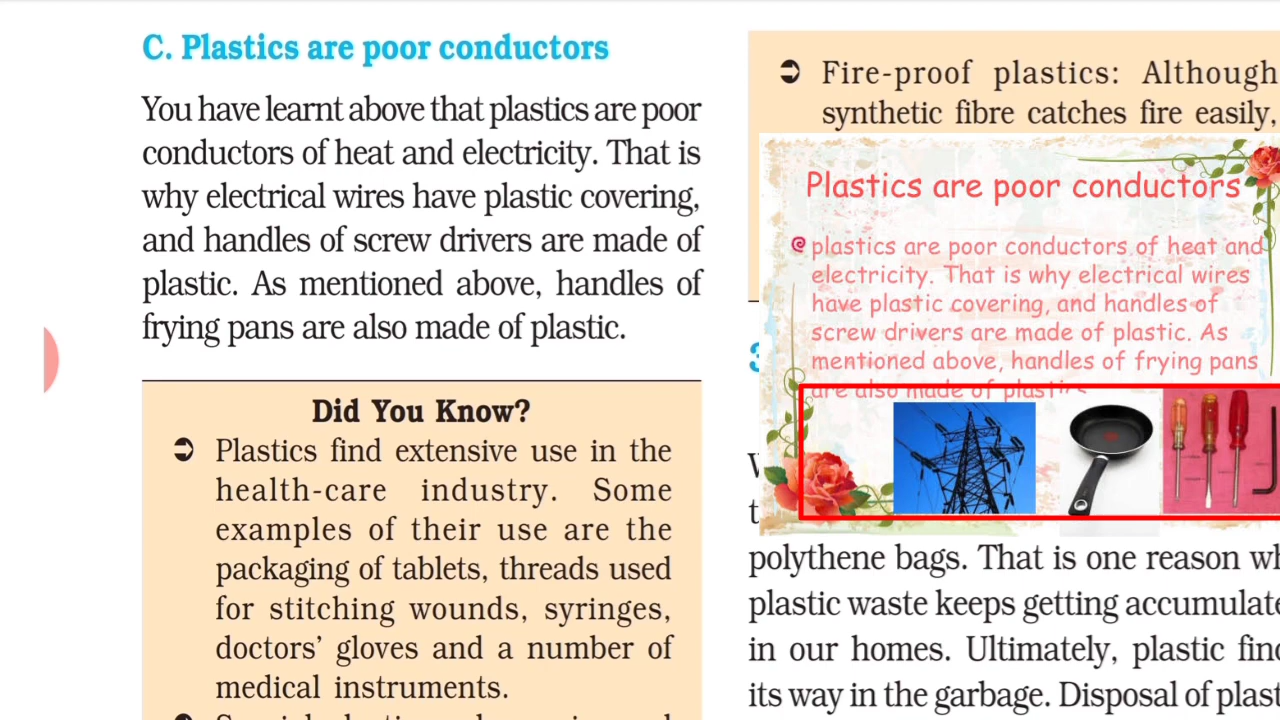 C. Plastics are poor conductors
You have learnt above that plastics are poor
conductors of heat and electricity. That is
why electrical wires have plastic covering,
and handles of screw drivers are made of
plastic. As mentioned above, handles of
frying pans are also made of plastic.
Did You Know?
➲ Plastics find extensive use in the
health-care industry. Some
examples of their use are the
packaging of tablets, threads used
for stitching wounds, syringes,
doctors’ gloves and a number of
medical instruments.
➲ Fire-proof plastics: Although
synthetic fibre catches fire easily,
Plastics are poor conductors
plastics are poor conductors of heat and
electricity. That is why electrical wires
have plastic covering, and handles of
screw drivers are made of plastic. As
mentioned above, handles of frying pans
are also made of
3
polythene bags. That is one reason
plastic waste keeps getting
in our homes. Ultimately, plastic
its way in the garbage. Disposal of